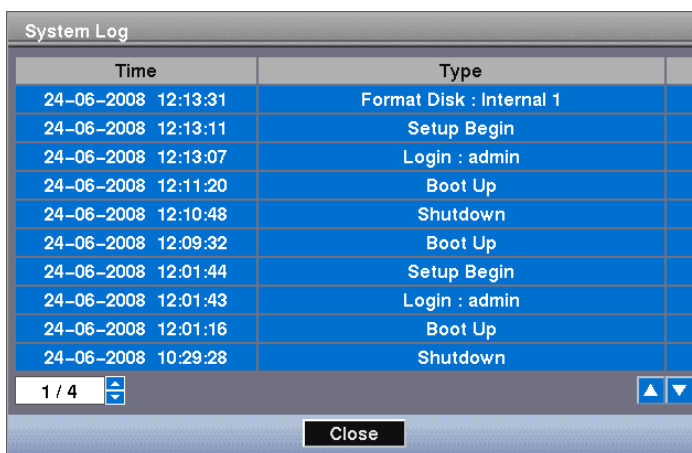 System Log
Time Type
24-06-2008 12:13:31 Format Disk : Internal 1
24-06-2008 12:13:11 Setup Begin
24-06-2008 12:13:07 Login : admin
24-06-2008 12:11:20 Boot Up
24-06-2008 12:10:48 Shutdown
24-06-2008 12:09:32 Boot Up
24-06-2008 12:01:44 Setup Begin
24-06-2008 12:01:43 Login : admin
24-06-2008 12:01:16 Boot Up
24-06-2008 10:29:28 Shutdown
1 / 4
Close